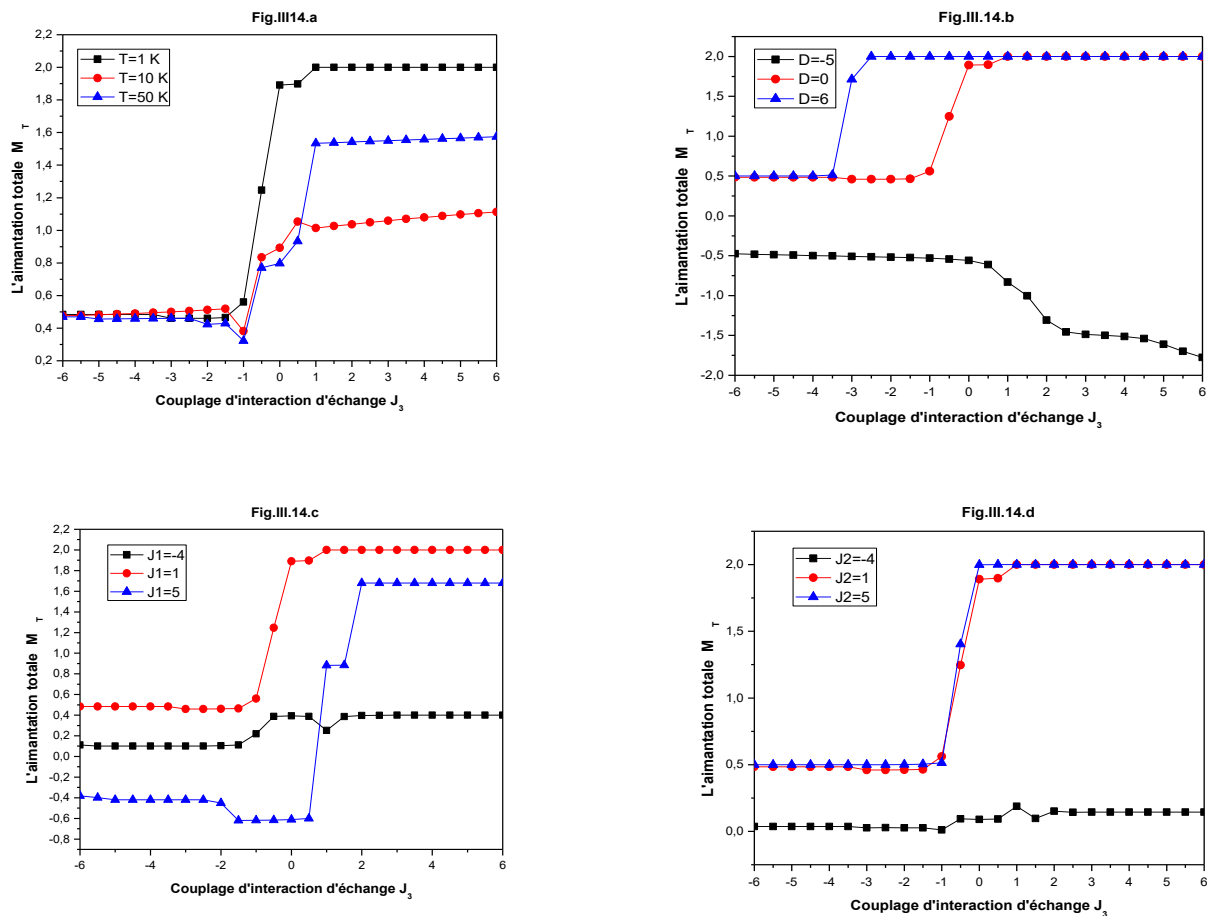 Fig.III14.a
2,2
2,0
1,8
1,6
1,4
1,2
1,0
0,8
0,6
0,4
0,2
T=1 K
T=10 K
T=50 K
L'aimantation totale M T
-6 -5 -4 -3 -2 -1 0 1 2 3 4 5 6
Couplage d'interaction d'échange J3
Fig.III.14.b
2,0
1,5
1,0
0,5
0,0
-0,5
-1,0
-1,5
-2,0
D=-5
D=0
D=6
L'aimantation totale M T
-6 -5 -4 -3 -2 -1 0 1 2 3 4 5 6
Couplage d'interaction d'échange J3
Fig.III.14.c
2,2
2,0
1,8
1,6
1,4
1,2
1,0
0,8
0,6
0,4
0,2
0,0
-0,2
-0,4
-0,6
-0,8
J1=-4
J1=1
J1=5
L'aimantation totale M T
-6 -4 -2 0 2 4 6
Couplage d'interaction d'échange J3
Fig.III.14.d
2,0
1,5
1,0
0,5
0,0
J2=-4
J2=1
J2=5
L'aimantation totale M T
-6 -5 -4 -3 -2 -1 0 1 2 3 4 5 6
Couplage d'interaction d'échange J3